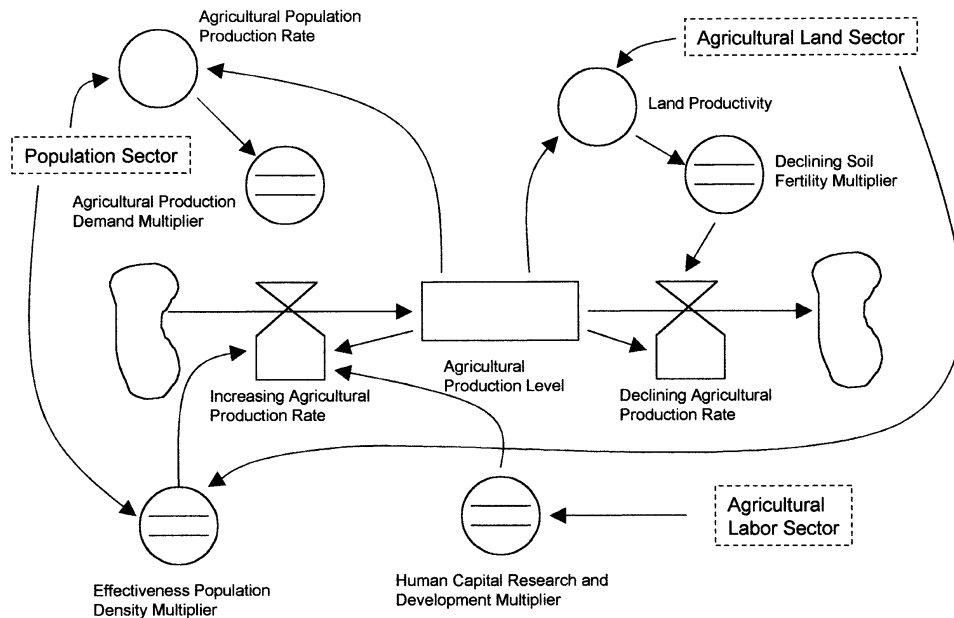 Agricultural Population
Production Rate
Agricultural Land Sector
Land Productivity
Population Sector
Declining Soil
Fertility Multiplier
Agricultural Production
Demand Multiplier
Agricultural
Production Level
Increasing Agricultural
Production Rate
Declining Agricultural
Production Rate
Agricultural
Labor Sector
Effectiveness Population
Density Multiplier
Human Capital Research and
Development Multiplier